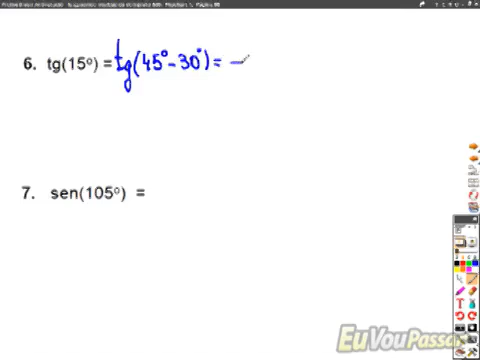 6. tg(15º) = tg(45º - 30º) = -
7. sen(105º) =
EuVouPassar